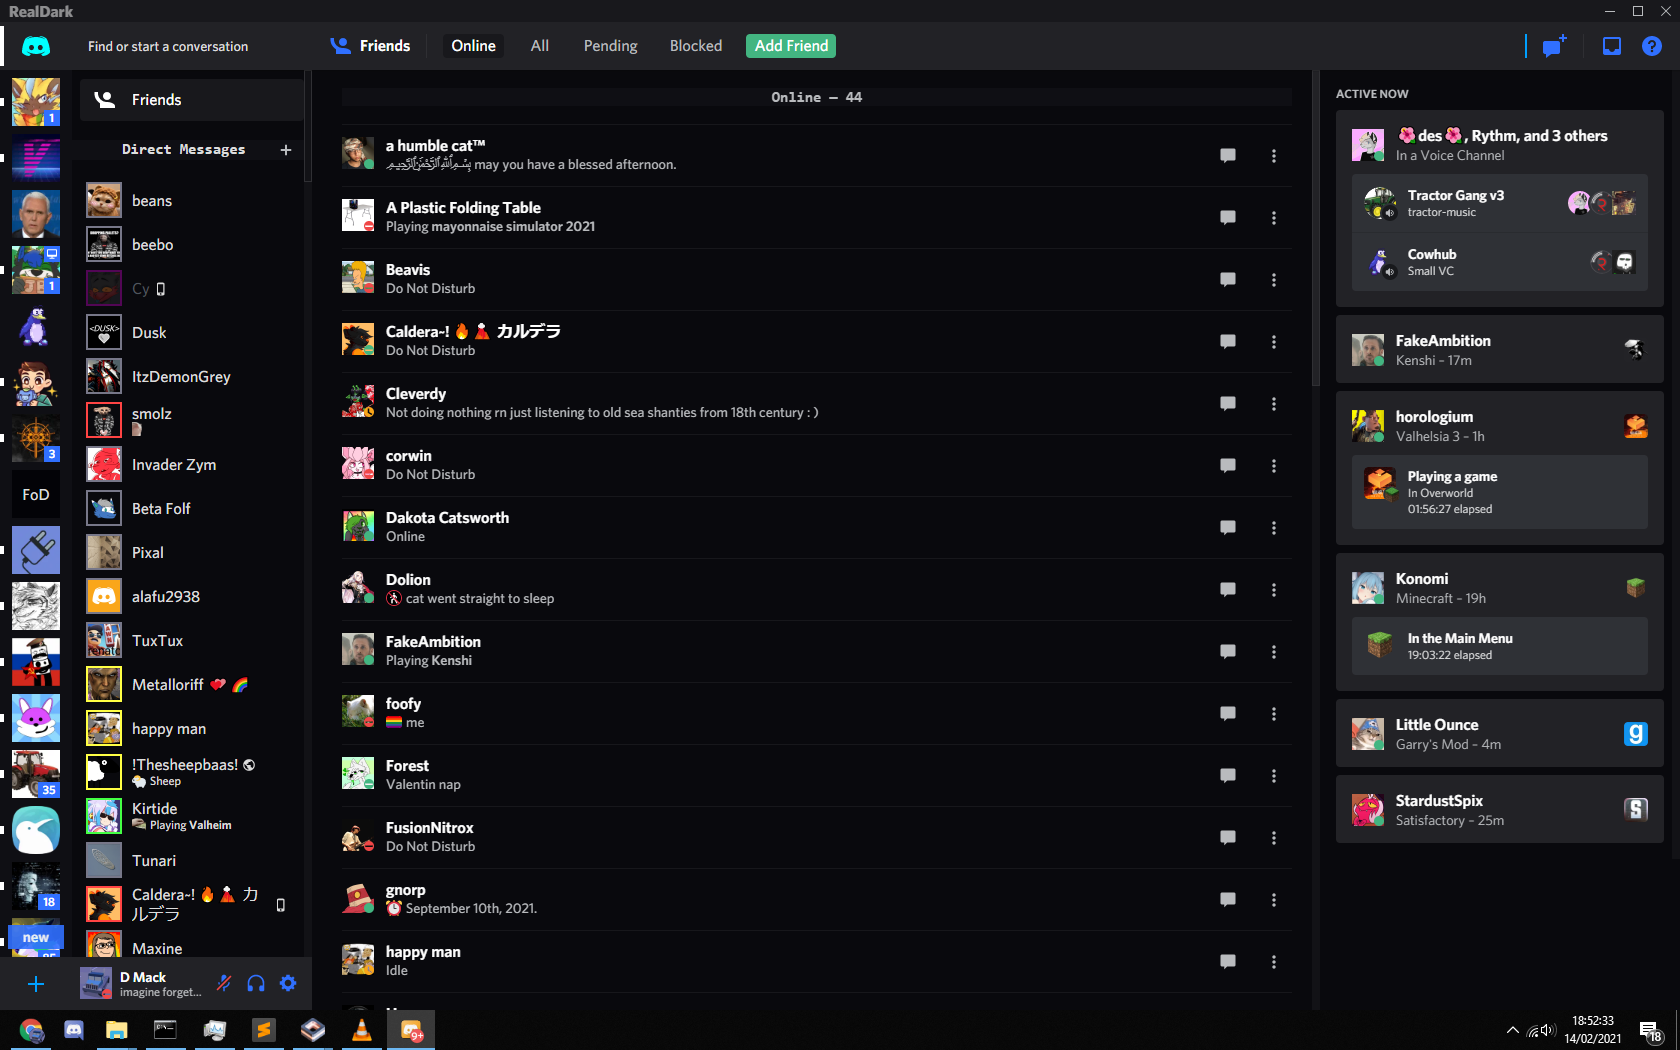 RealDark
Find or start a conversation
Friends
Online
All
Pending
Blocked
Add Friend
1
1
3
FoD
35
18
new
Friends
Direct Messages
beans
beebo
Cy
<DUSK>
Dusk
ItzDemonGrey
smolz
Invader Zym
Beta Folf
Pixal
alafu2938
TuxTux
Metalloriff 💞 🌈
happy man
!Thesheepbaas!
🐑 Sheep
Kirtide
Playing Valheim
Tunari
Caldera~! 🔥 🌋 カ
ルデラ
Maxine
D Mack
imagine forget...
Online — 44
a humble cat™
﷽ may you have a blessed afternoon.
A Plastic Folding Table
Playing mayonnaise simulator 2021
Beavis
Do Not Disturb
Caldera~! 🔥 🌋 カルデラ
Do Not Disturb
Cleverdy
Not doing nothing rn just listening to old sea shanties from 18th century : )
corwin
Do Not Disturb
Dakota Catsworth
Online
Dolion
🚷 cat went straight to sleep
FakeAmbition
Playing Kenshi
foofy
🏳️‍🌈 me
Forest
Valentin nap
FusionNitrox
Do Not Disturb
gnorp
⏰ September 10th, 2021.
happy man
Idle
ACTIVE NOW
🌺des🌺, Rythm, and 3 others
In a Voice Channel
Tractor Gang v3
tractor-music
Cowhub
Small VC
FakeAmbition
Kenshi – 17m
horologium
Valhelsia 3 – 1h
Playing a game
In Overworld
01:56:27 elapsed
Konomi
Minecraft – 19h
In the Main Menu
19:03:22 elapsed
Little Ounce
Garry's Mod – 4m
g
StardustSpix
Satisfactory – 25m
S
9+
18:52:33
14/02/2021
18